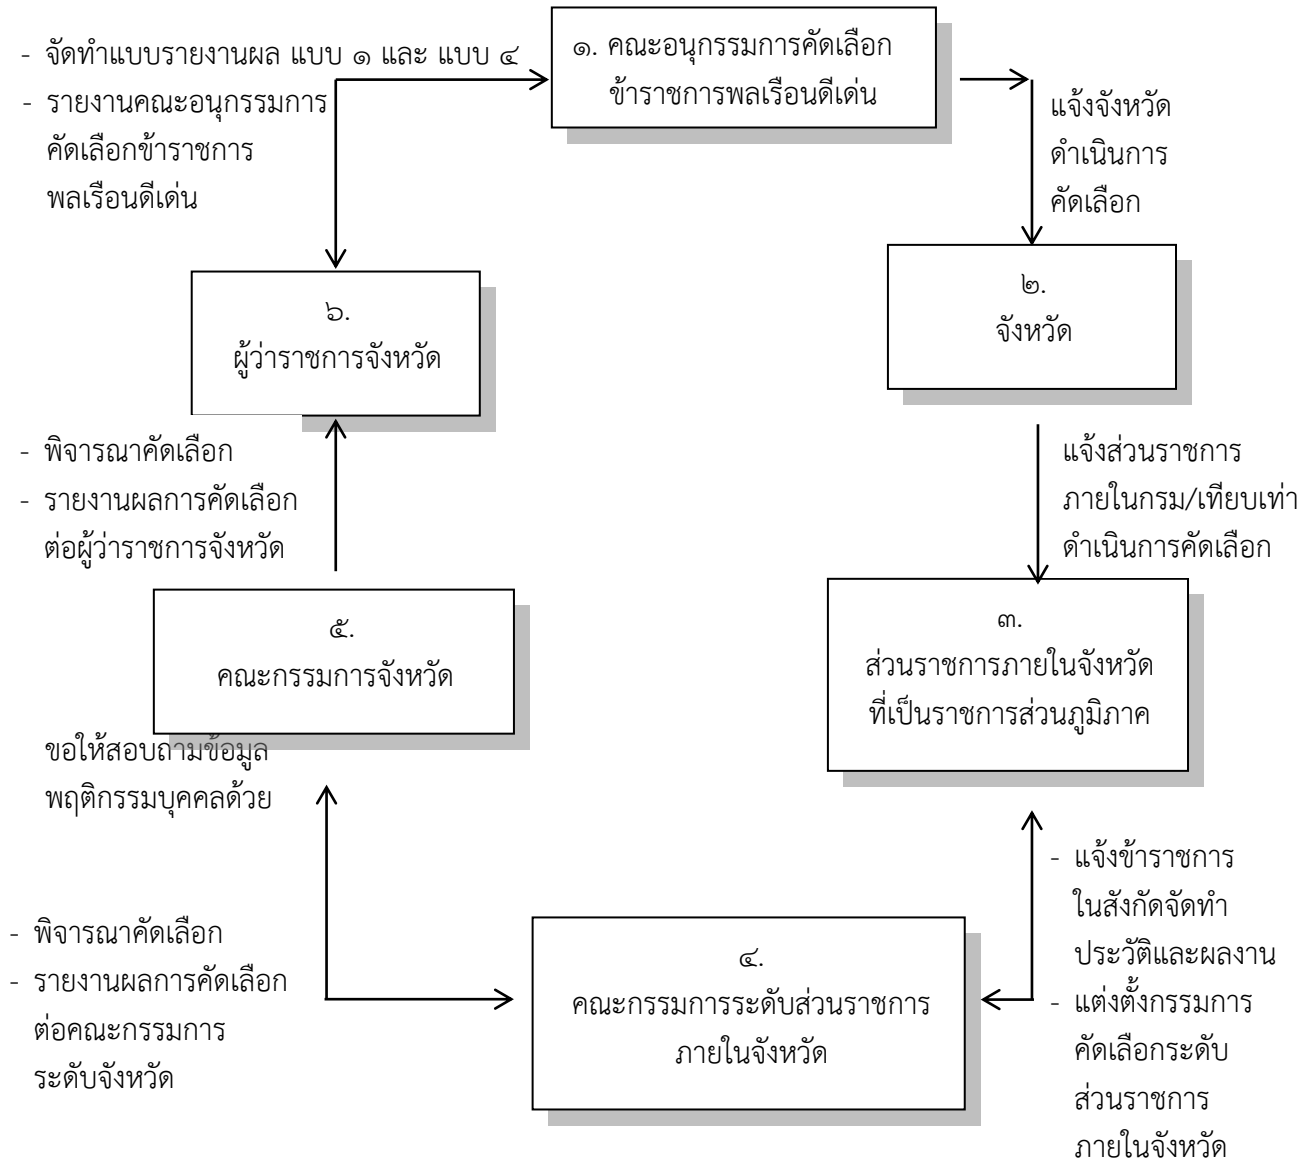 - จัดทำแบบรายงานผล แบบ ๑ และ แบบ ๔
- รายงานคณะอนุกรรมการ
คัดเลือกข้าราชการ
พลเรือนดีเด่น
๑. คณะอนุกรรมการคัดเลือก
ข้าราชการพลเรือนดีเด่น
แจ้งจังหวัด
ดำเนินการ
คัดเลือก
๒.
จังหวัด
แจ้งส่วนราชการ
ภายในกรม/เทียบเท่า
ดำเนินการคัดเลือก
๓.
ส่วนราชการภายในจังหวัด
ที่เป็นราชการส่วนภูมิภาค
- แจ้งข้าราชการ
ในสังกัดจัดทำ
ประวัติและผลงาน
- แต่งตั้งกรรมการ
คัดเลือกระดับ
ส่วนราชการ
ภายในจังหวัด
๔.
คณะกรรมการระดับส่วนราชการ
ภายในจังหวัด
- พิจารณาคัดเลือก
- รายงานผลการคัดเลือก
ต่อคณะกรรมการ
ระดับจังหวัด
ขอให้สอบถามข้อมูล
พฤติกรรมบุคคลด้วย
๕.
คณะกรรมการจังหวัด
- พิจารณาคัดเลือก
- รายงานผลการคัดเลือก
ต่อผู้ว่าราชการจังหวัด
๖.
ผู้ว่าราชการจังหวัด